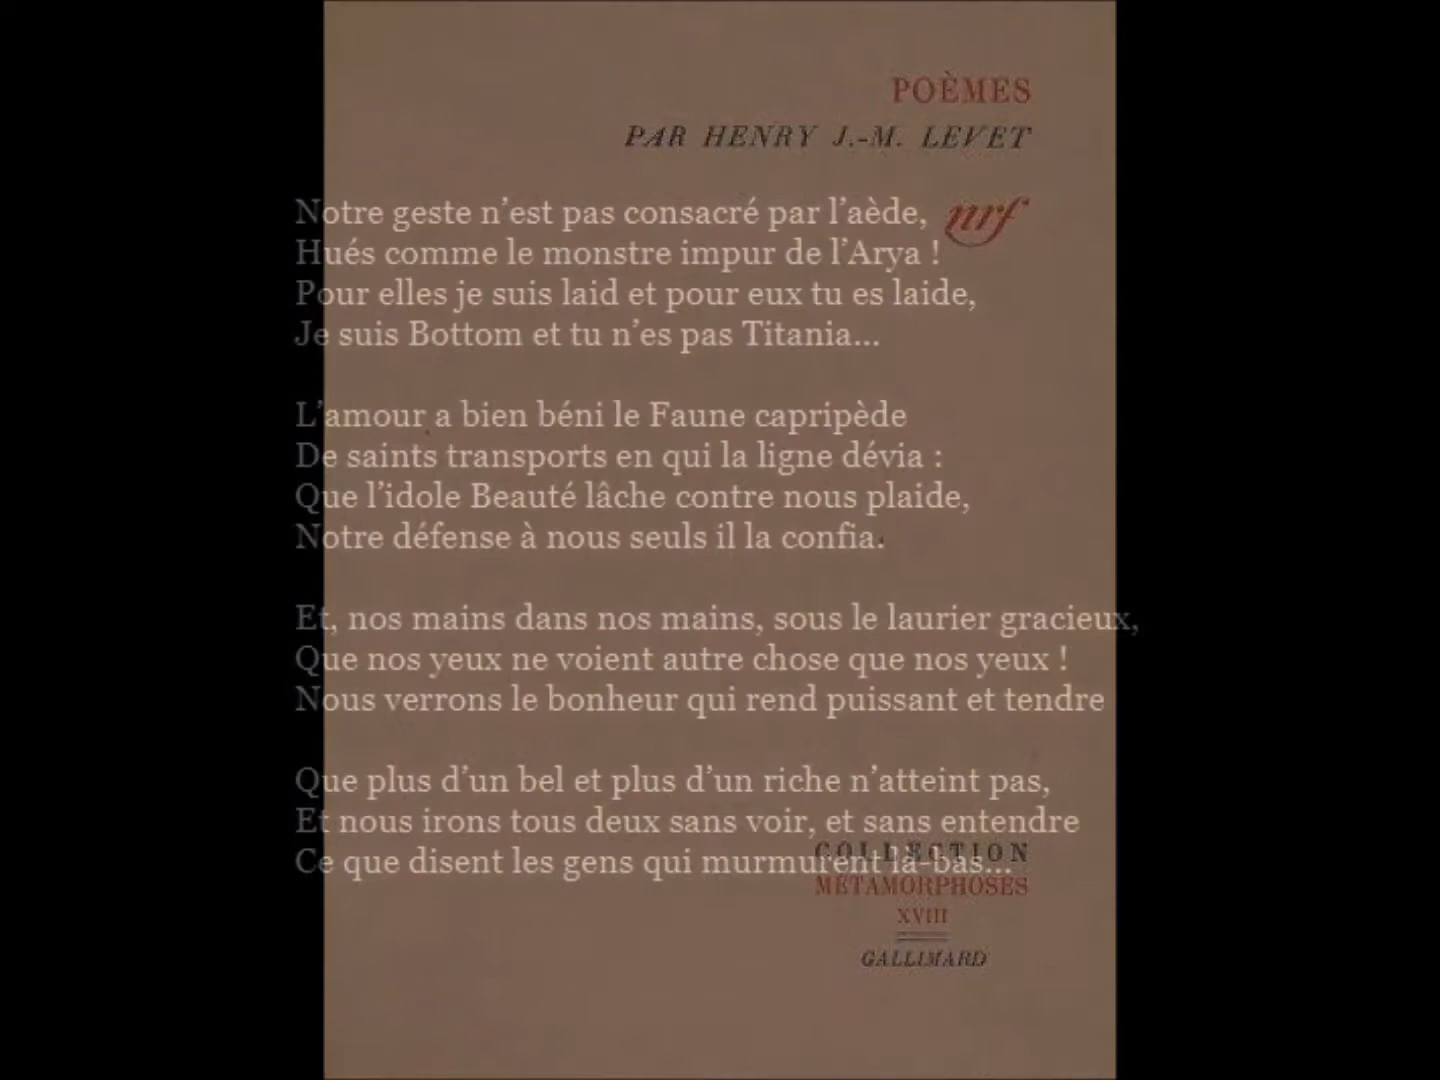 POÈMES
PAR HENRY J.-M. LEVET
nrf
Notre geste n’est pas consacré par l’aède,
Hués comme le monstre impur de l’Arya !
Pour elles je suis laid et pour eux tu es laide,
Je suis Bottom et tu n’es pas Titania...
L’amour a bien béni le Faune capripède
De saints transports en qui la ligne dévia :
Que l’idole Beauté lâche contre nous plaide,
Notre défense à nous seuls il la confia.
Et, nos mains dans nos mains, sous le laurier gracieux,
Que nos yeux ne voient autre chose que nos yeux !
Nous verrons le bonheur qui rend puissant et tendre
Que plus d’un bel et plus d’un riche n’atteint pas,
Et nous irons tous deux sans voir, et sans entendre
Ce que disent les gens qui murmurent là-bas...
COLLECTION
MÉTAMORPHOSES
XVIII
GALLIMARD